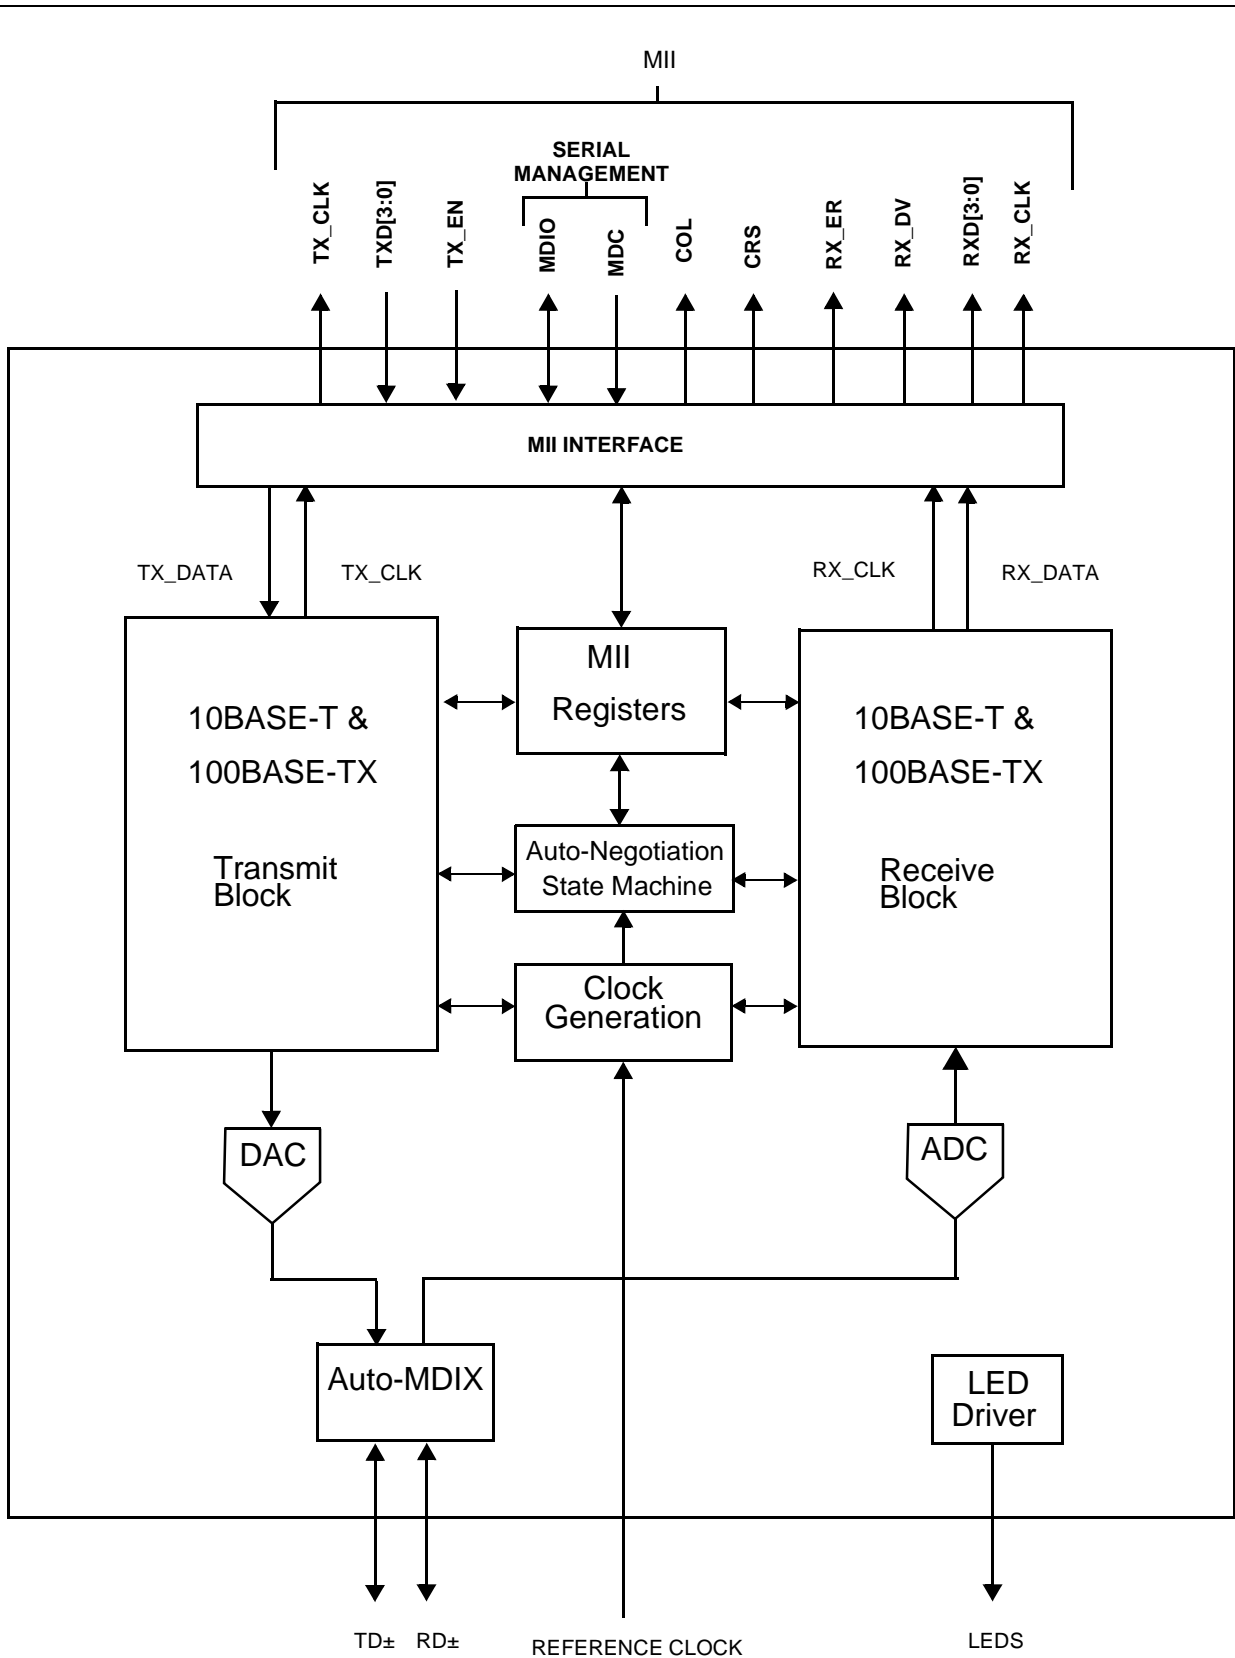 MII
SERIAL
MANAGEMENT
TX_CLK
TXD[3:0]
TX_EN
MDIO
MDC
COL
CRS
RX_ER
RX_DV
RXD[3:0]
RX_CLK
MII INTERFACE
TX_DATA
TX_CLK
RX_CLK
RX_DATA
10BASE-T &
100BASE-TX
Transmit
Block
MII
Registers
10BASE-T &
100BASE-TX
Receive
Block
Auto-Negotiation
State Machine
Clock
Generation
DAC
ADC
Auto-MDIX
LED
Driver
TD±
RD±
REFERENCE CLOCK
LEDS